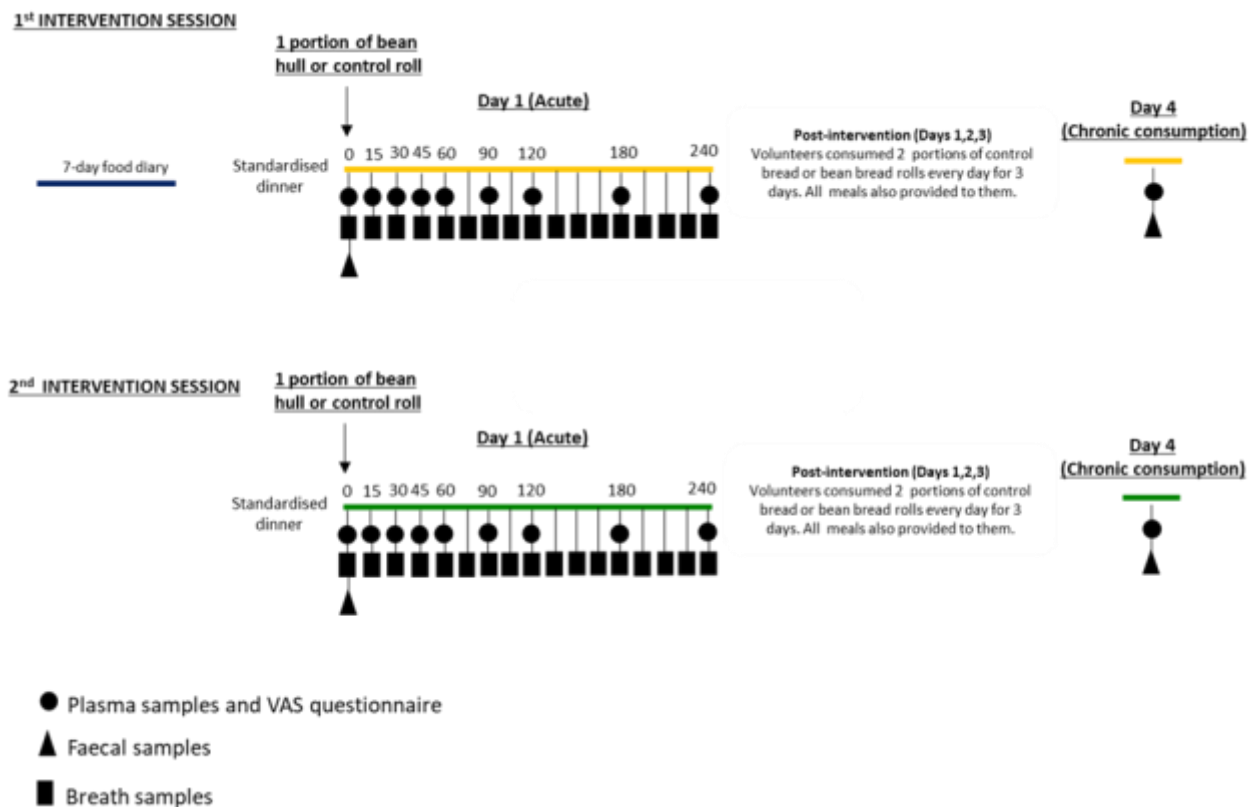 1st INTERVENTION SESSION
1 portion of bean
hull or control roll
Day 1 (Acute)
Day 4
(Chronic consumption)
7-day food diary
Standardised
dinner
0 15 30 45 60 90 120 180 240
Post-intervention (Days 1,2,3)
Volunteers consumed 2 portions of control
bread or bean bread rolls every day for 3
days. All meals also provided to them.
2nd INTERVENTION SESSION
1 portion of bean
hull or control roll
Day 1 (Acute)
Day 4
(Chronic consumption)
Standardised
dinner
0 15 30 45 60 90 120 180 240
Post-intervention (Days 1,2,3)
Volunteers consumed 2 portions of control
bread or bean bread rolls every day for 3
days. All meals also provided to them.
Plasma samples and VAS questionnaire
Faecal samples
Breath samples